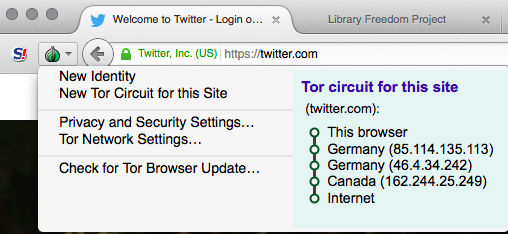 Welcome to Twitter - Login o...
Library Freedom Project
S!
Twitter, Inc. (US)
https://twitter.com
New Identity
New Tor Circuit for this Site
Privacy and Security Settings...
Tor Network Settings...
Check for Tor Browser Update...
Tor circuit for this site
(twitter.com):
This browser
Germany (85.114.135.113)
Germany (46.4.34.242)
Canada (162.244.25.249)
Internet